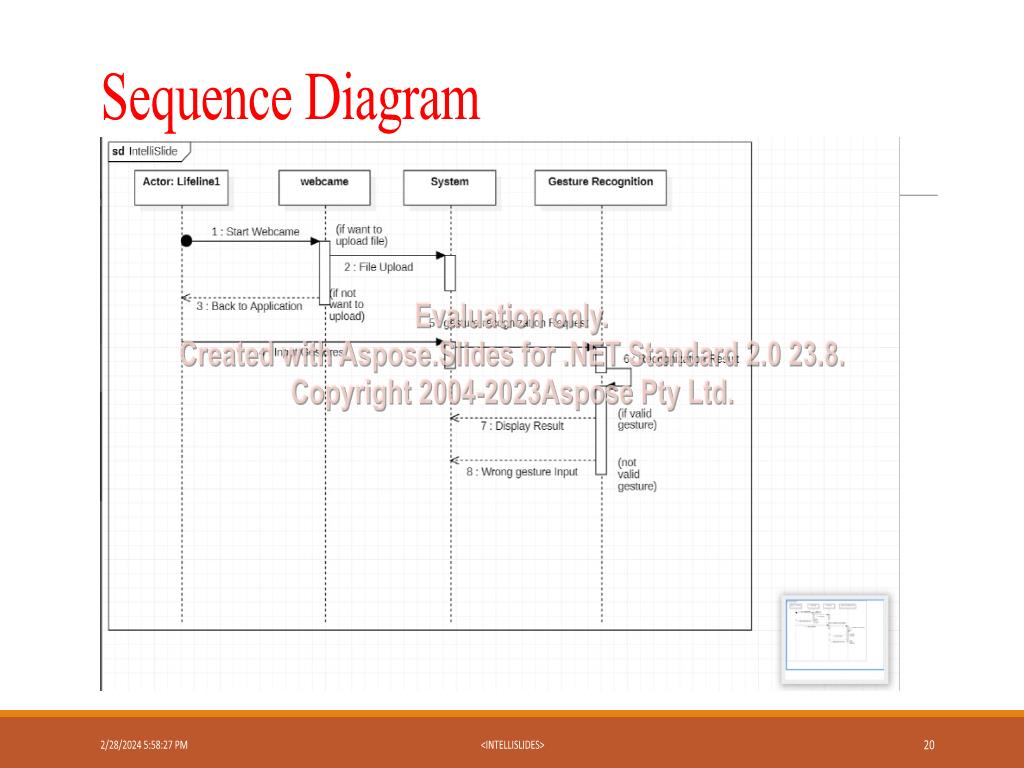 Sequence Diagram
sd IntelliSlide
Actor: Lifeline1
webcame
System
Gesture Recognition
1 : Start Webcame
(if want to
upload file)
2 : File Upload
(if not
want to
upload)
3 : Back to Application
Evaluation only.
5 : gesture recognization Request
Created with Aspose.Slides for .NET Standard 2.0 23.8.
Input Gestures
6 : Recognization Result
Copyright 2004-2023Aspose Pty Ltd.
7 : Display Result
(if valid
gesture)
8 : Wrong gesture Input
(not
valid
gesture)
2/28/2024 5:58:27 PM
<INTELLISLIDES>
20